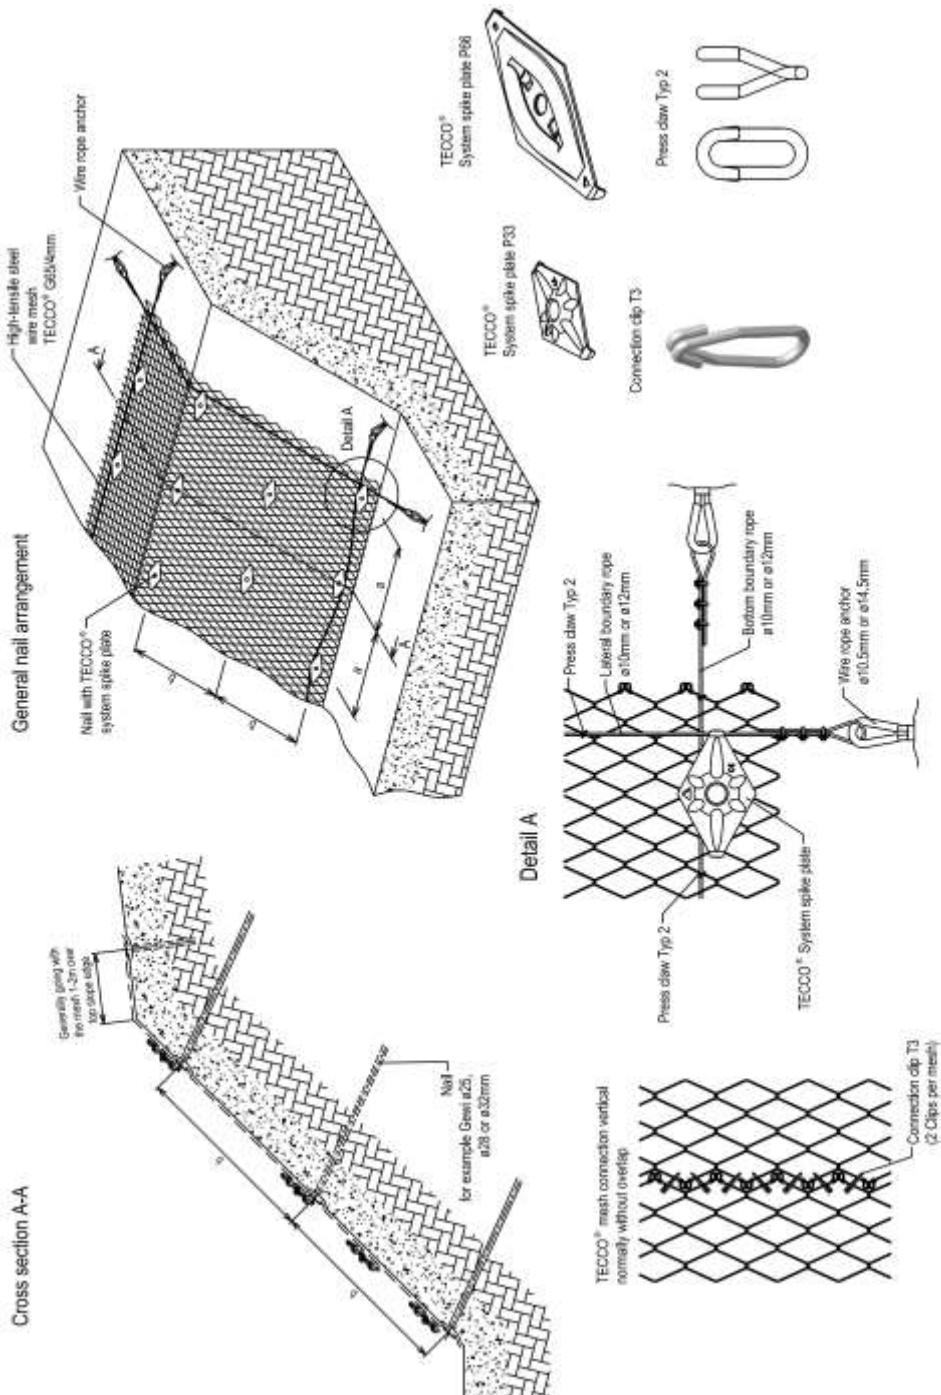 Cross section A-A
Generally going with
the mesh 1-2m over
top slope edge
Nail
for example Gewi ø25,
ø28 or ø32mm
General nail arrangement
High-tensile steel
wire mesh
TECCO® G65/4mm
Wire rope anchor
Nail with TECCO®
system spike plate
A
A
a
a
b
b
b
b
Detail A
TECCO® mesh connection vertical
normally without overlap
Connection clip T3
(2 Clips per mesh)
Detail A
Press claw Typ 2
Lateral boundary rope
ø10mm or ø12mm
Bottom boundary rope
ø10mm or ø12mm
Wire rope anchor
ø10.5mm or ø14.5mm
Press claw Typ 2
TECCO® System spike plate
TECCO®
System spike plate P33
TECCO®
System spike plate P66
Connection clip T3
Press claw Typ 2